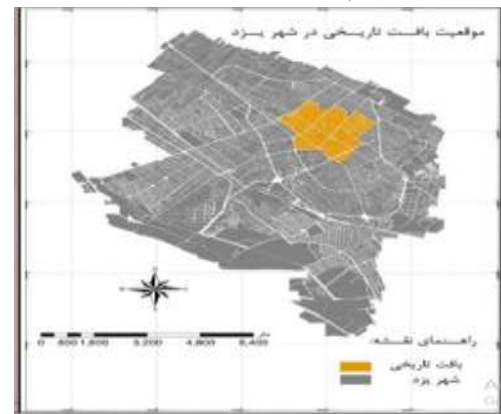 موقعیت بافت تاریخی در شهر یزد
0 800 1,600 3,200 4,800 6,400
راهنمای نقشه:
بافت تاریخی
شهر یزد